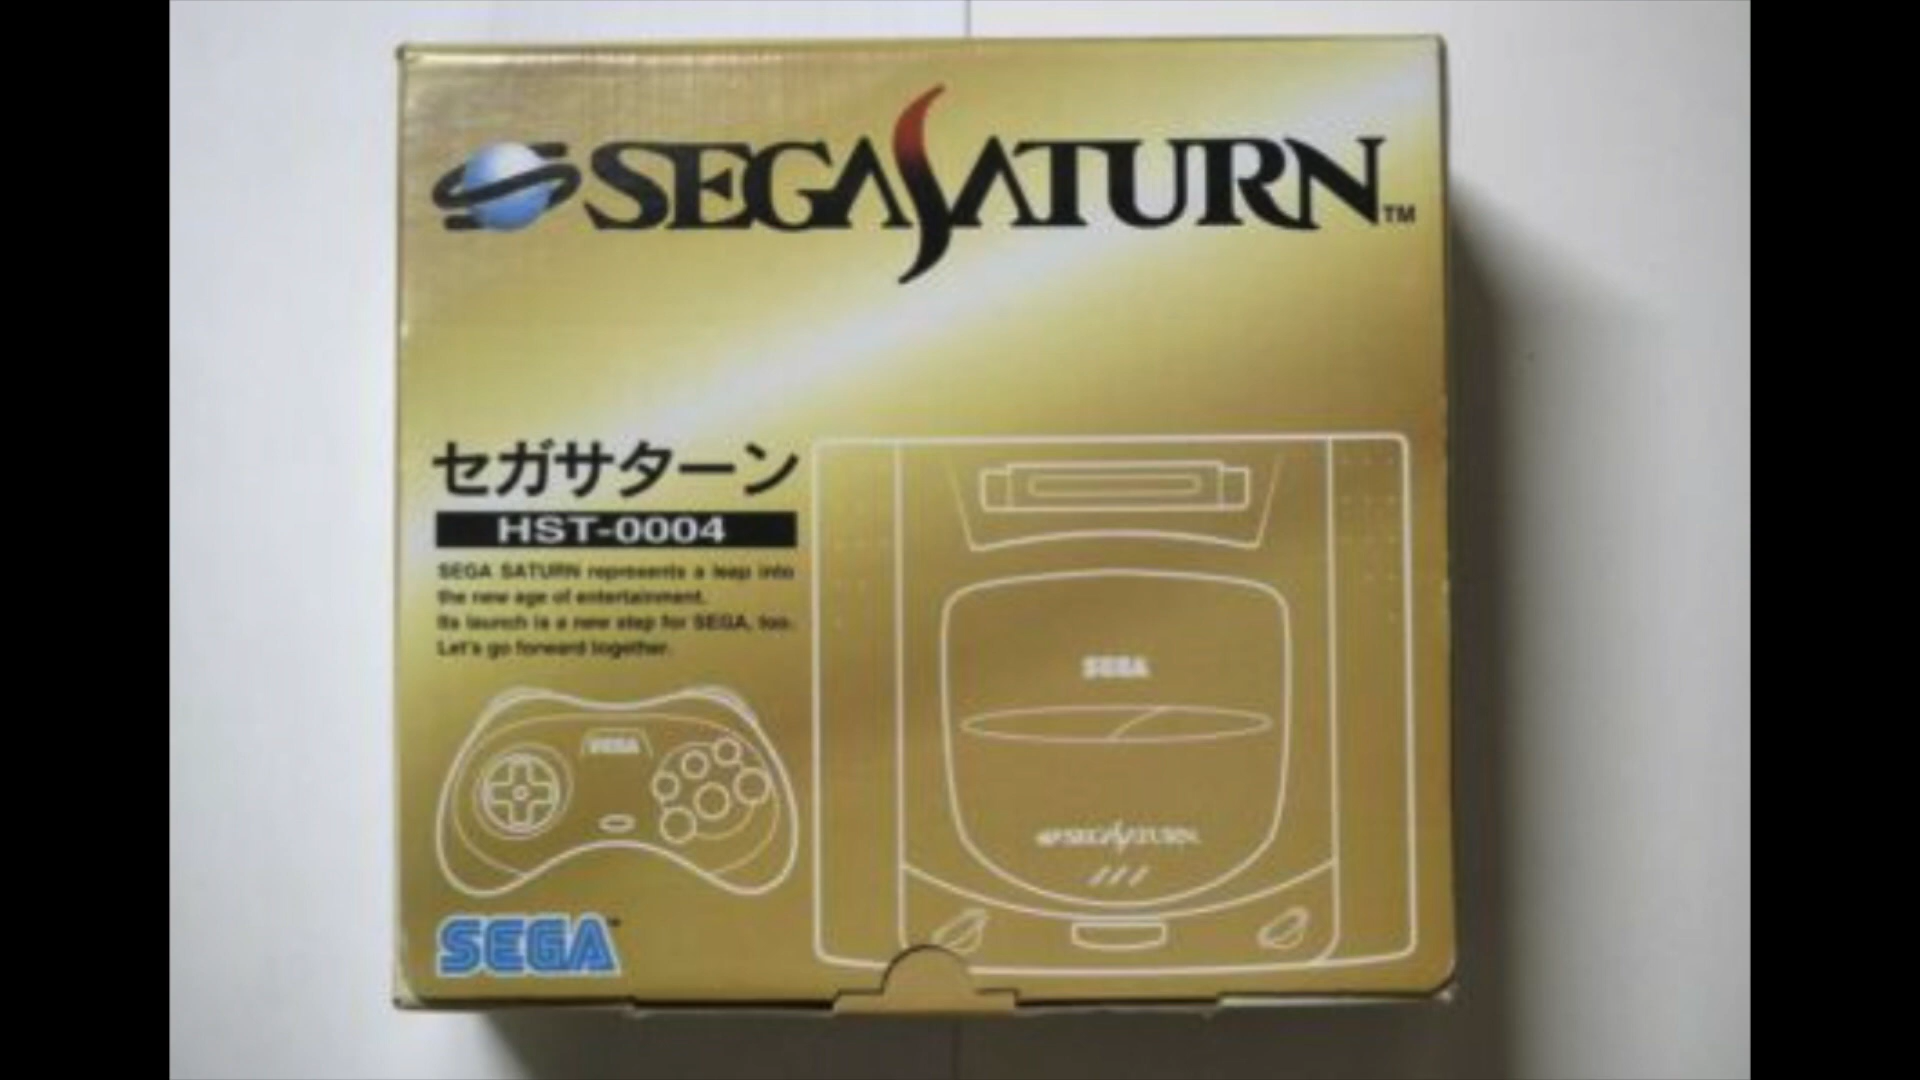 SEGA SATURN™
セガサターン
HST-0004
SEGA SATURN represents a leap into
the new age of entertainment.
Its launch is a new step for SEGA, too.
Let's go forward together.
SEGA
SEGA
SEGA SATURN
SEGA™